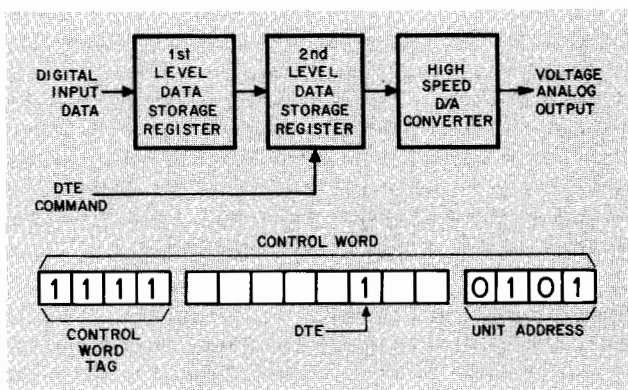 DIGITAL
INPUT
DATA
1st
LEVEL
DATA
STORAGE
REGISTER
2nd
LEVEL
DATA
STORAGE
REGISTER
HIGH
SPEED
D/A
CONVERTER
VOLTAGE
ANALOG
OUTPUT
DTE
COMMAND
CONTROL WORD
1 1 1 1 1 0 1 0 1
CONTROL
WORD
TAG
DTE
UNIT ADDRESS